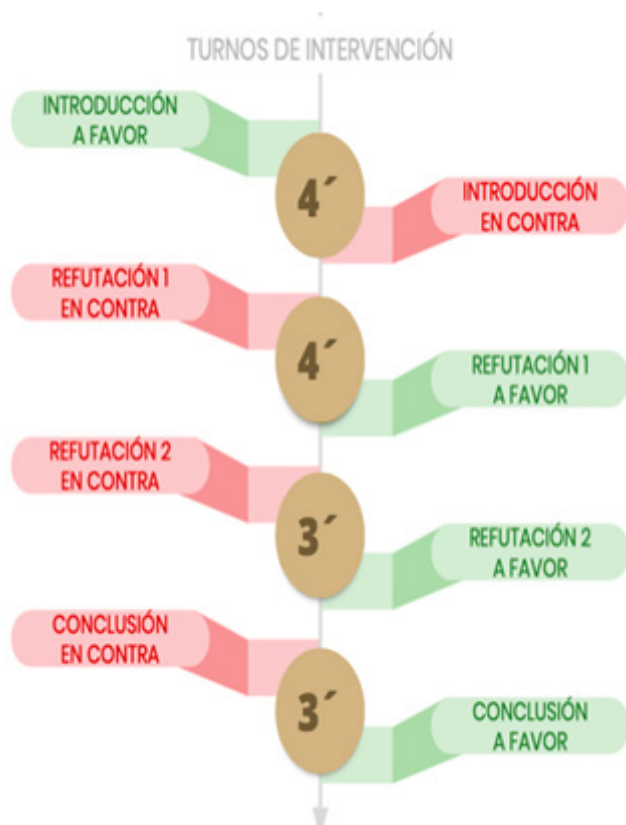 TURNOS DE INTERVENCIÓN
INTRODUCCIÓN
A FAVOR
4´
INTRODUCCIÓN
EN CONTRA
REFUTACIÓN 1
EN CONTRA
4´
REFUTACIÓN 1
A FAVOR
REFUTACIÓN 2
EN CONTRA
3´
REFUTACIÓN 2
A FAVOR
CONCLUSIÓN
EN CONTRA
3´
CONCLUSIÓN
A FAVOR